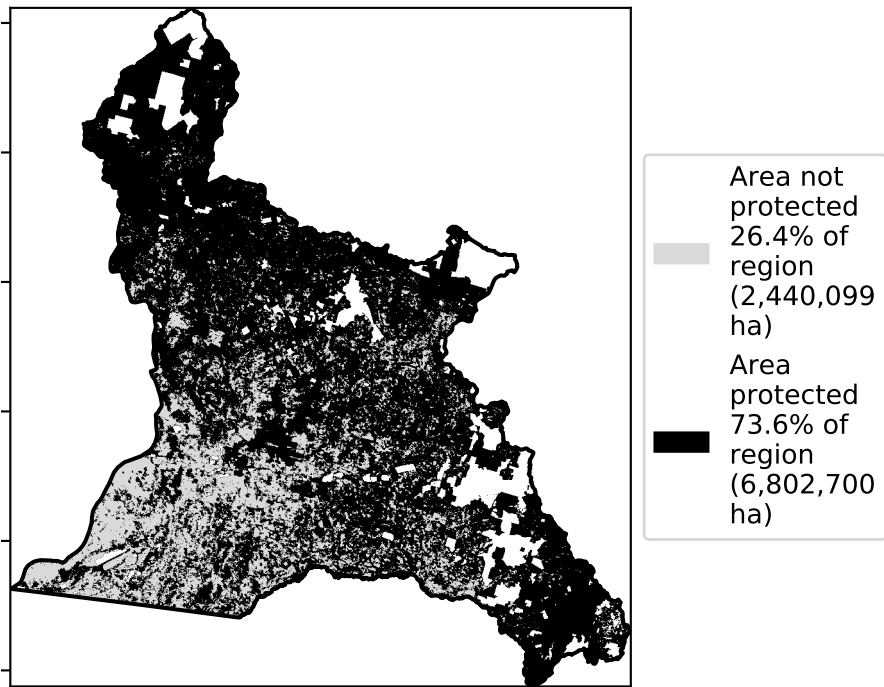 Area not
protected
26.4% of
region
(2,440,099
ha)
Area
protected
73.6% of
region
(6,802,700
ha)